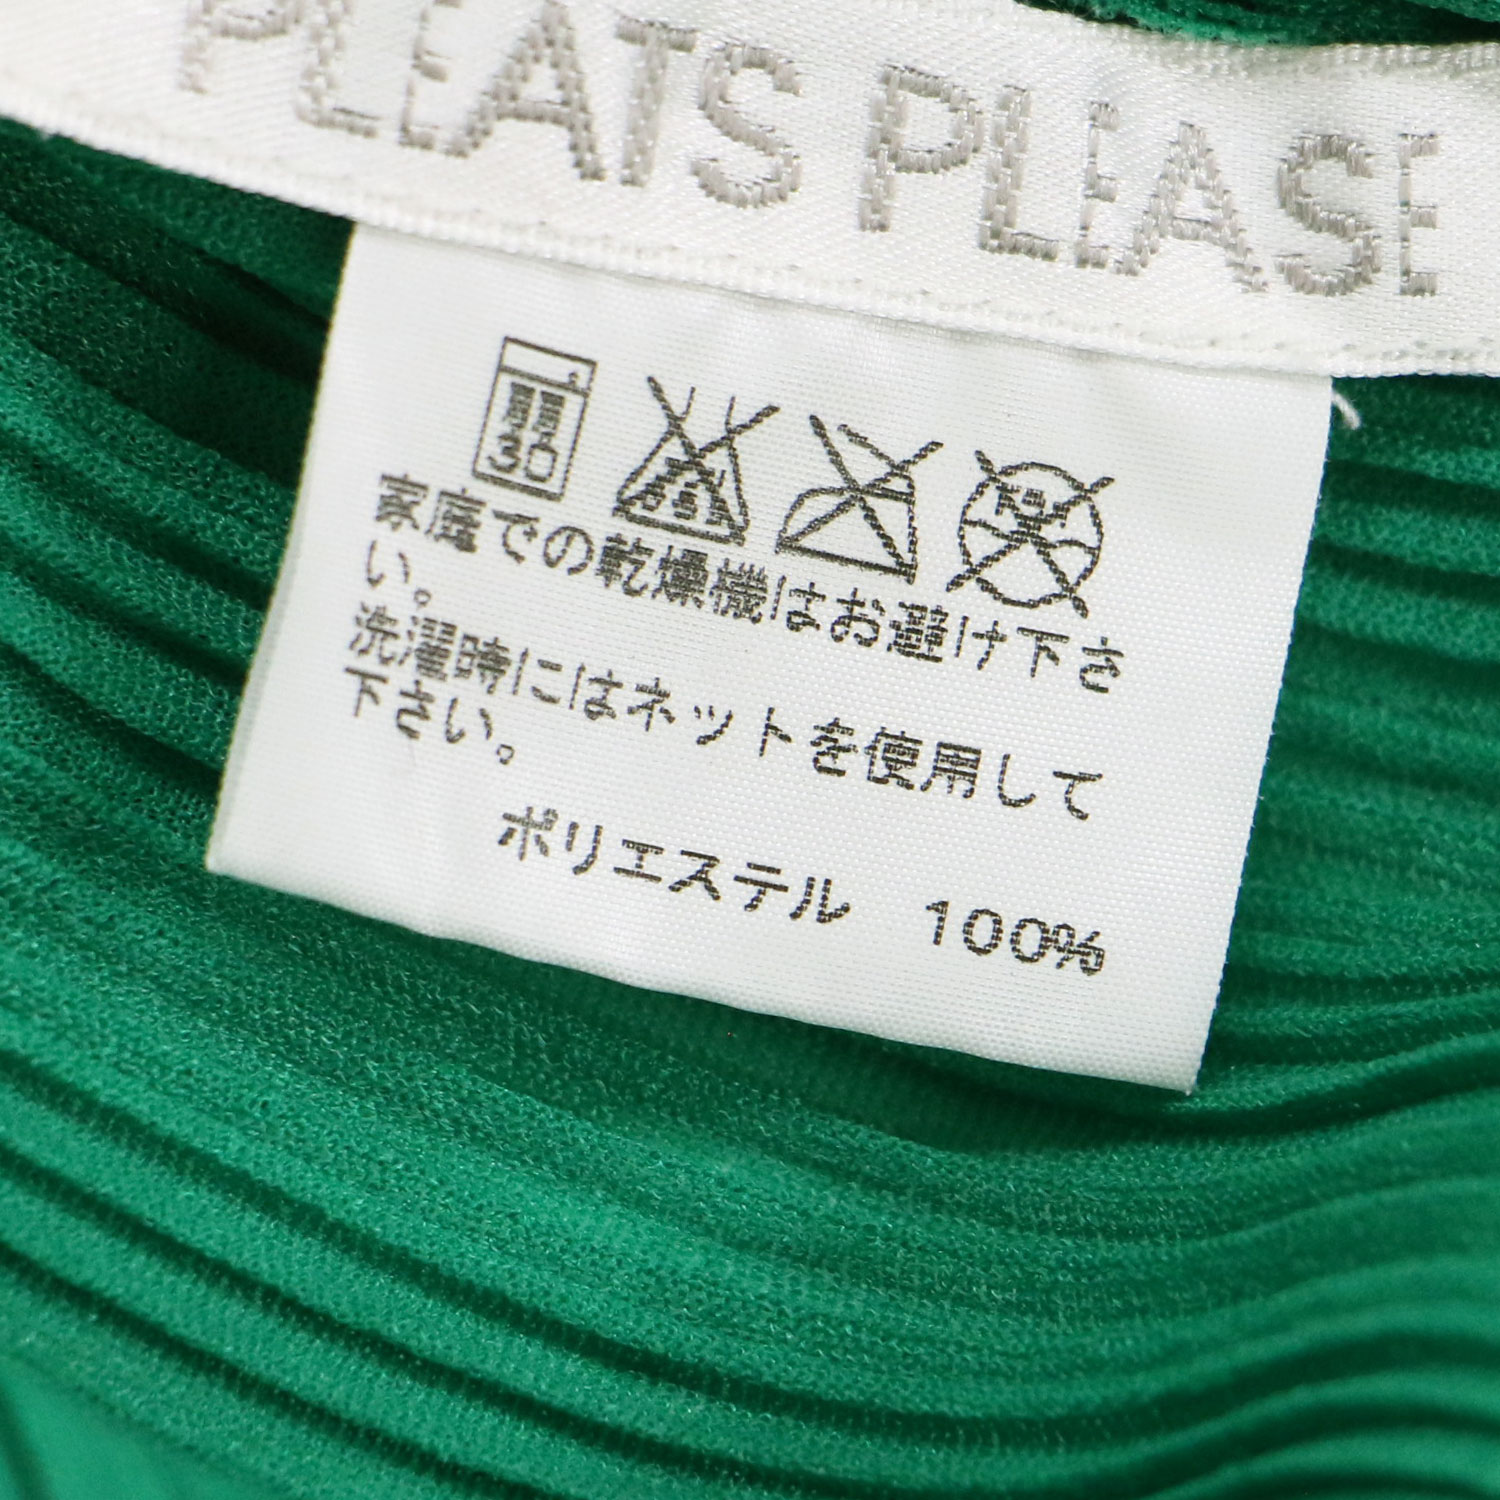 PLEATS PLEASE
30
家庭での乾燥機はお避け下さ
い。
洗濯時にはネットを使用して
下さい。
ポリエステル 100%